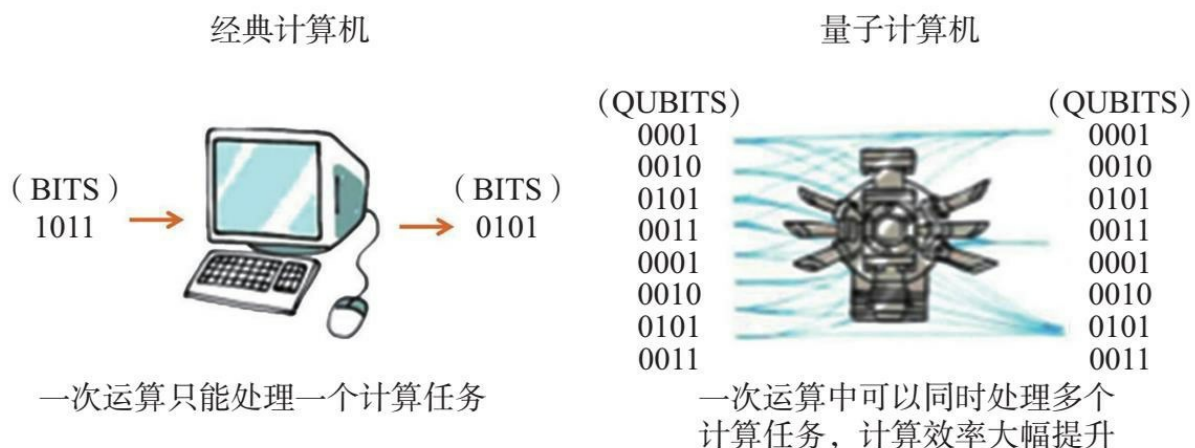 经典计算机
（BITS）
1011
（BITS）
0101
一次运算只能处理一个计算任务
量子计算机
（QUBITS）
0001
0010
0101
0011
0001
0010
0101
0011
（QUBITS）
0001
0010
0101
0011
0001
0010
0101
0011
一次运算中可以同时处理多个
计算任务，计算效率大幅提升